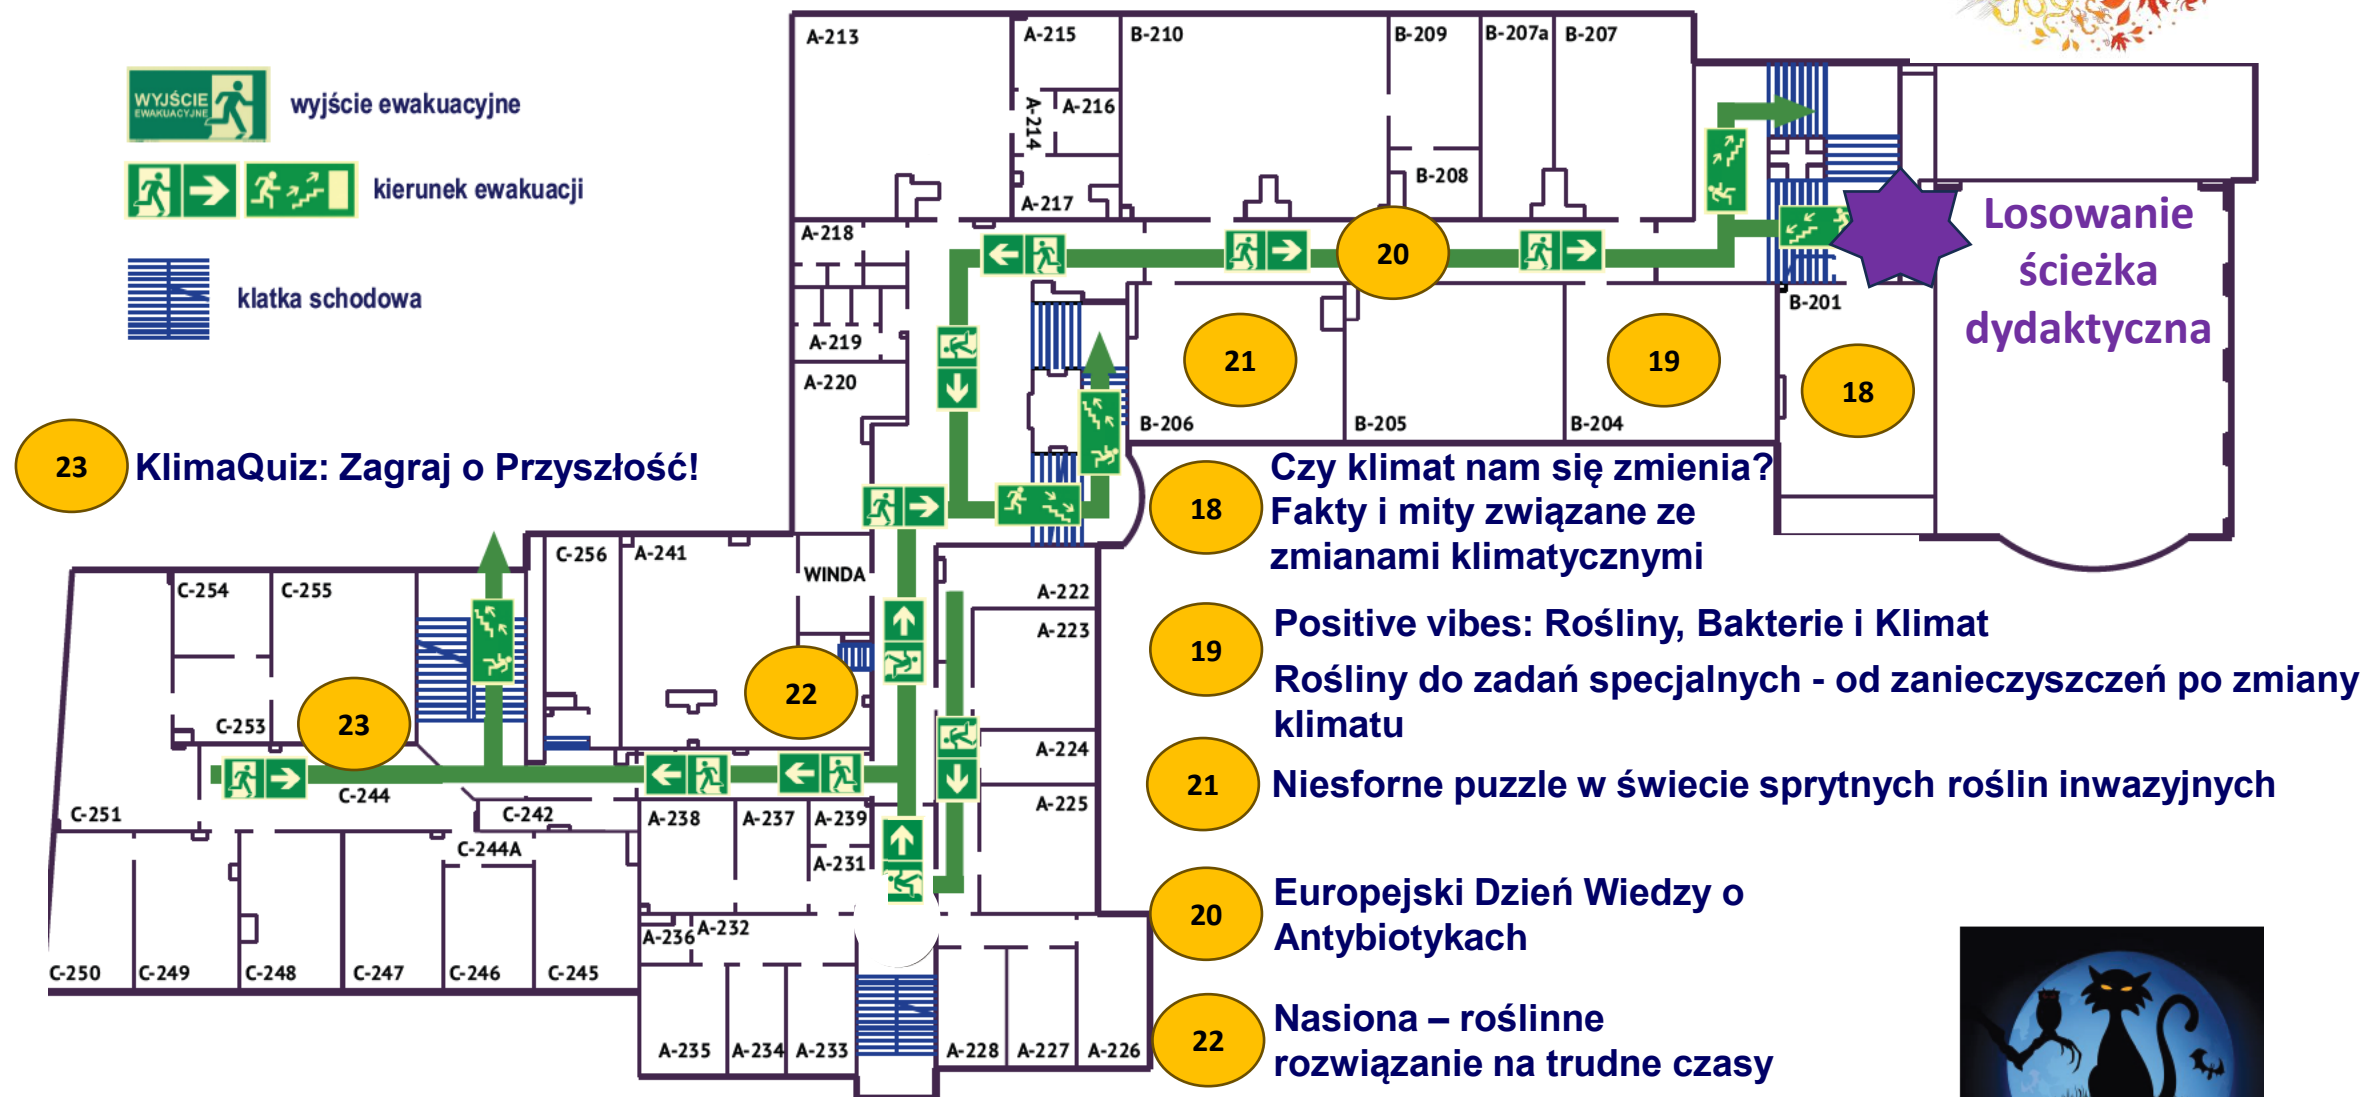 A-213
A-215
B-210
B-209
B-207a
B-207
WYJŚCIE
EWAKUACYJNE
wyjście ewakuacyjne
A-214
A-216
kierunek ewakuacji
B-208
A-217
A-218
Losowanie
ścieżka
dydaktyczna
20
klatka schodowa
B-201
A-219
A-220
21
19
18
B-206
B-205
B-204
23
KlimaQuiz: Zagraj o Przyszłość!
18
Czy klimat nam się zmienia?
Fakty i mity związane ze
zmianami klimatycznymi
C-256
A-241
WINDA
C-254
C-255
A-222
A-223
19
Positive vibes: Rośliny, Bakterie i Klimat
Rośliny do zadań specjalnych - od zanieczyszczeń po zmiany
klimatu
22
C-253
23
A-224
21
Niesforne puzzle w świecie sprytnych roślin inwazyjnych
C-244
A-225
C-251
C-242
A-238
A-237
A-239
C-244A
A-231
20
Europejski Dzień Wiedzy o
Antybiotykach
A-236
A-232
C-250
C-249
C-248
C-247
C-246
C-245
22
Nasiona – roślinne
rozwiązanie na trudne czasy
A-235
A-234
A-233
A-228
A-227
A-226